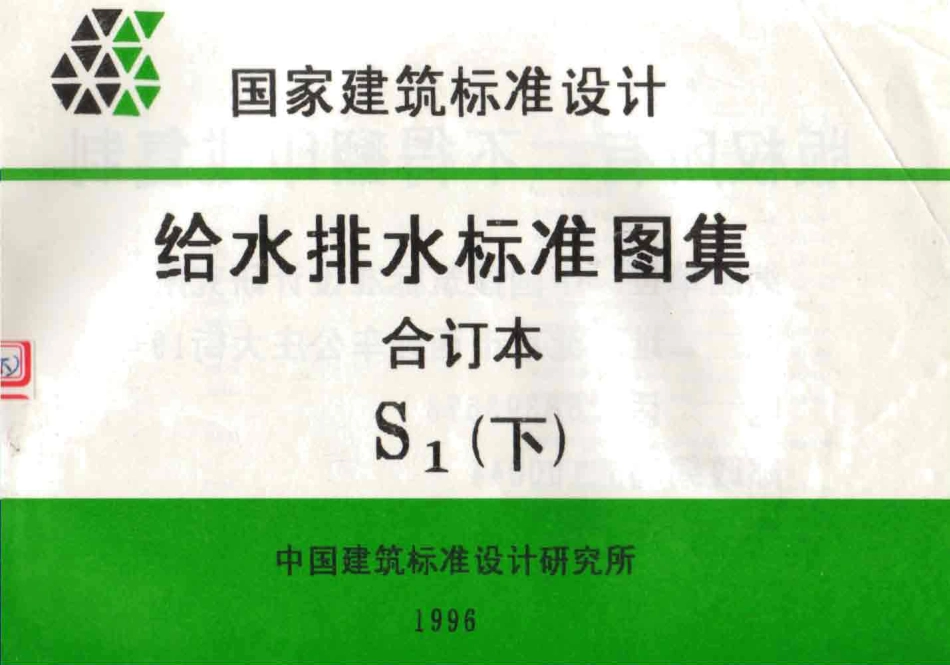 国家建筑标准设计
给水排水标准图集
合订本
S₁(下)
中国建筑标准设计研究所
1996